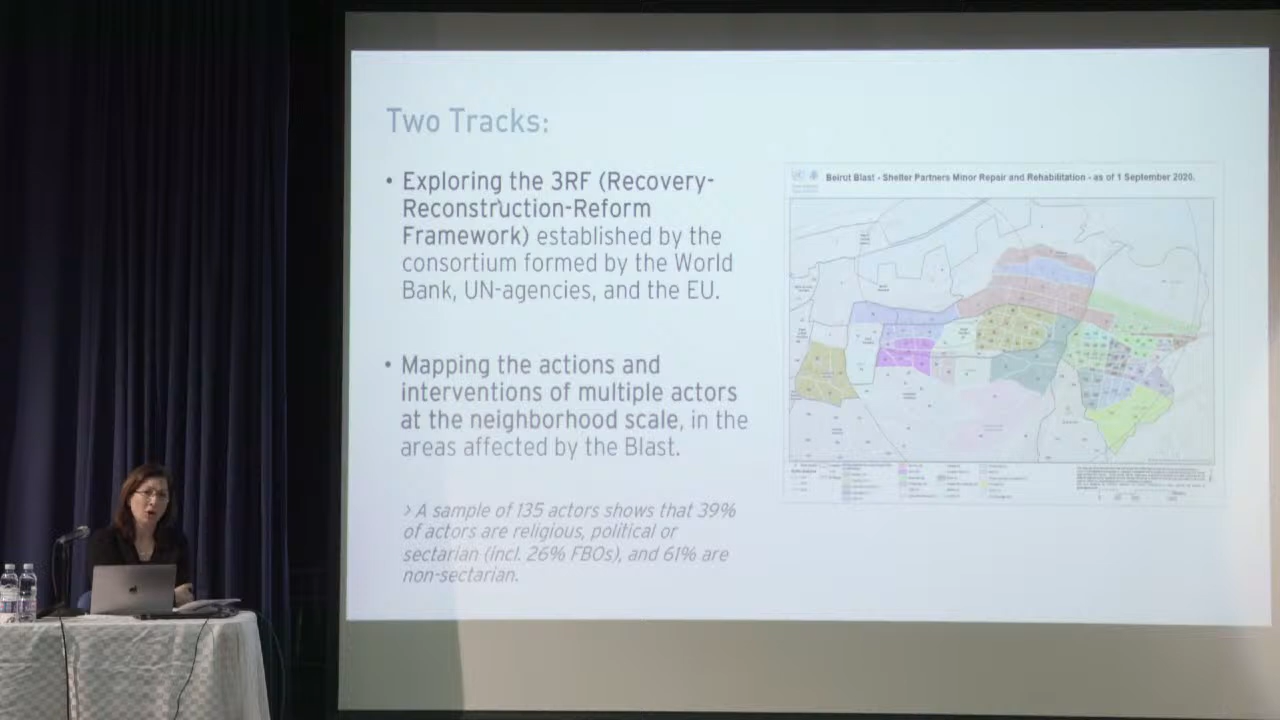 Two Tracks:
• Exploring the 3RF (Recovery-
Reconstruction-Reform
Framework) established by the
consortium formed by the World
Bank, UN-agencies, and the EU.
• Mapping the actions and
interventions of multiple actors
at the neighborhood scale, in the
areas affected by the Blast.
› A sample of 135 actors shows that 39%
of actors are religious, political or
sectarian (incl. 26% FBOs), and 61% are
non-sectarian.
Beirut Blast - Shelter Partners Minor Repair and Rehabilitation - as of 1 September 2020.